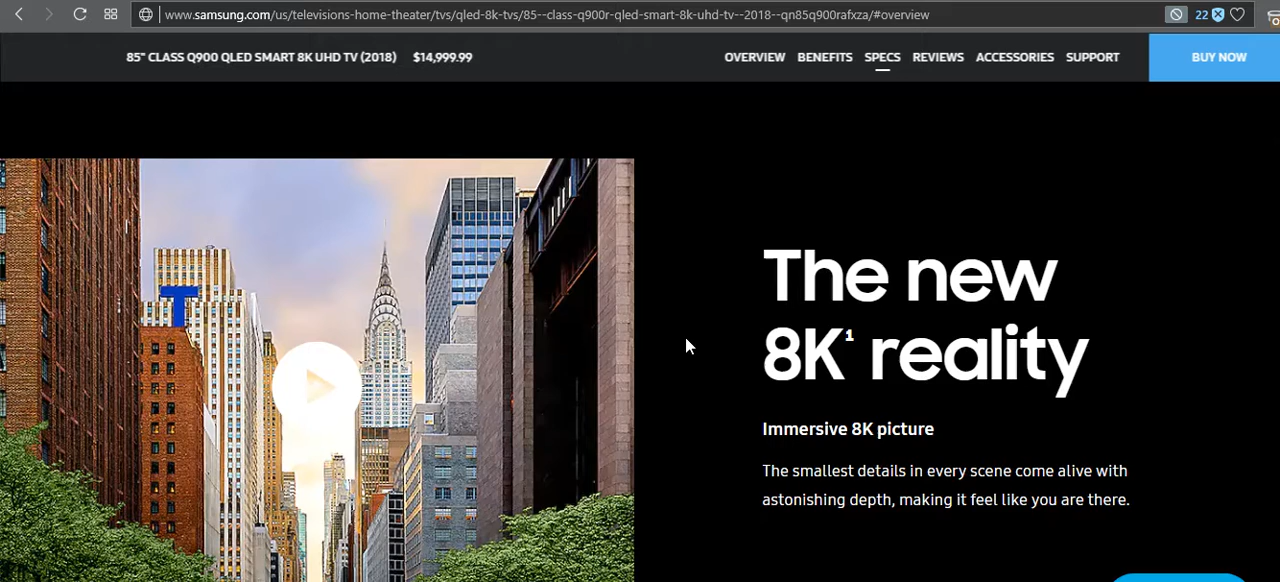 www.samsung.com/us/televisions-home-theater/tvs/qled-8k-tvs/85--class-q900r-qled-smart-8k-uhd-tv--2018--qn85q900rafxza/#overview
22
85" CLASS Q900 QLED SMART 8K UHD TV (2018) $14,999.99 OVERVIEW BENEFITS SPECS REVIEWS ACCESSORIES SUPPORT BUY NOW
T
The new
8K¹ reality
Immersive 8K picture
The smallest details in every scene come alive with
astonishing depth, making it feel like you are there.